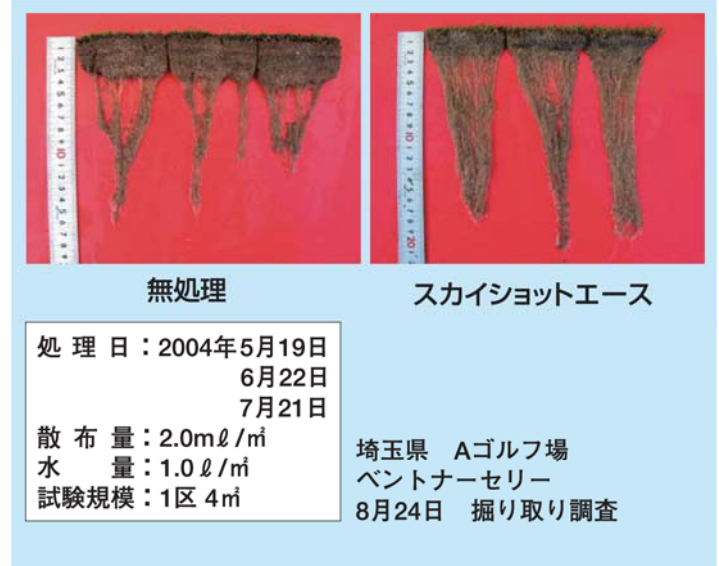 無処理
スカイショットエース
処 理 日：2004年5月19日
6月22日
7月21日
散 布 量：2.0mℓ/㎡
水　　量：1.0ℓ/㎡
試験規模：1区 4㎡
埼玉県　Aゴルフ場
ベントナーセリー
8月24日　掘り取り調査